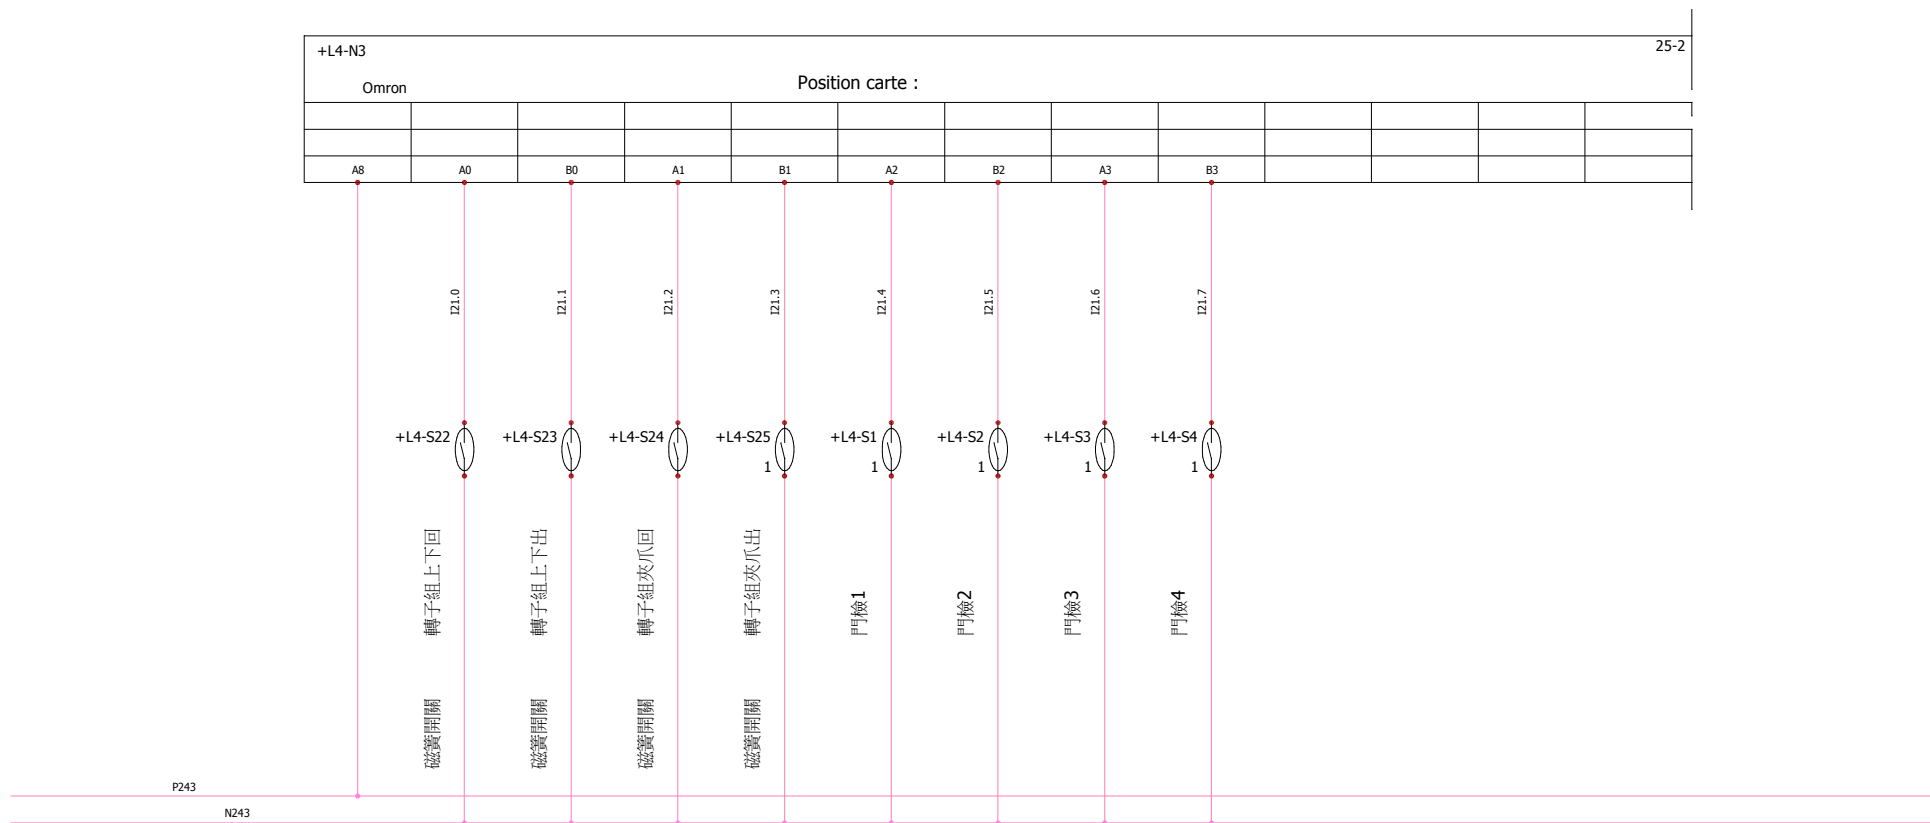 +L4-N3
25-2
Omron
Position carte :
A8 A0 B0 A1 B1 A2 B2 A3 B3
I21.0 I21.1 I21.2 I21.3 I21.4 I21.5 I21.6 I21.7
+L4-S22 +L4-S23 +L4-S24 +L4-S25 +L4-S1 +L4-S2 +L4-S3 +L4-S4
1 1 1 1 1
轉子組上下回
轉子組上下出
轉子組夾爪回
轉子組夾爪出
門檢1
門檢2
門檢3
門檢4
磁簧開關
磁簧開關
磁簧開關
磁簧開關
P243
N243